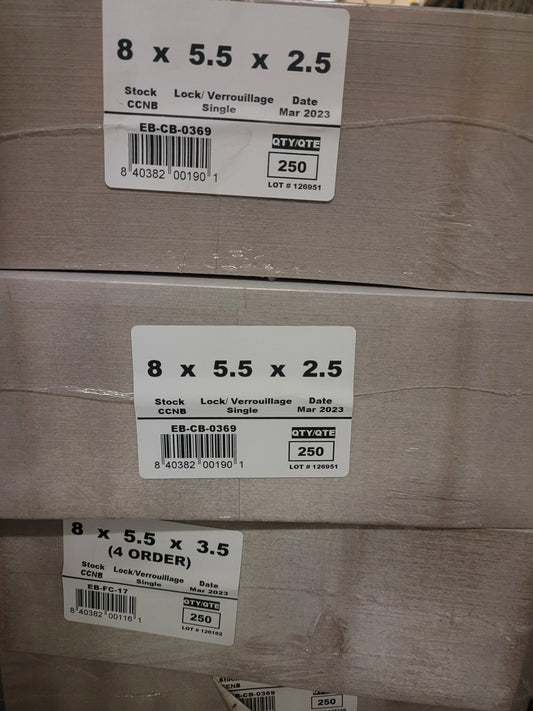 8 x 5.5 x 2.5
Stock Lock/ Verrouillage Date
CCNB Single Mar 2023
EB-CB-0369
QTY/QTE
250
8 40382 00190 1
LOT # 126951
8 x 5.5 x 2.5
Stock Lock/ Verrouillage Date
CCNB Single Mar 2023
EB-CB-0369
QTY/QTE
250
8 40382 00190 1
LOT # 126951
8 x 5.5 x 3.5
(4 ORDER)
Stock Lock/Verrouillage Date
CCNB Single Mar 2023
EB-FC-17
QTY/QTE
250
8 40382 00116 1
LOT # 126102
Stock
CCNB
EB-CB-0369
250